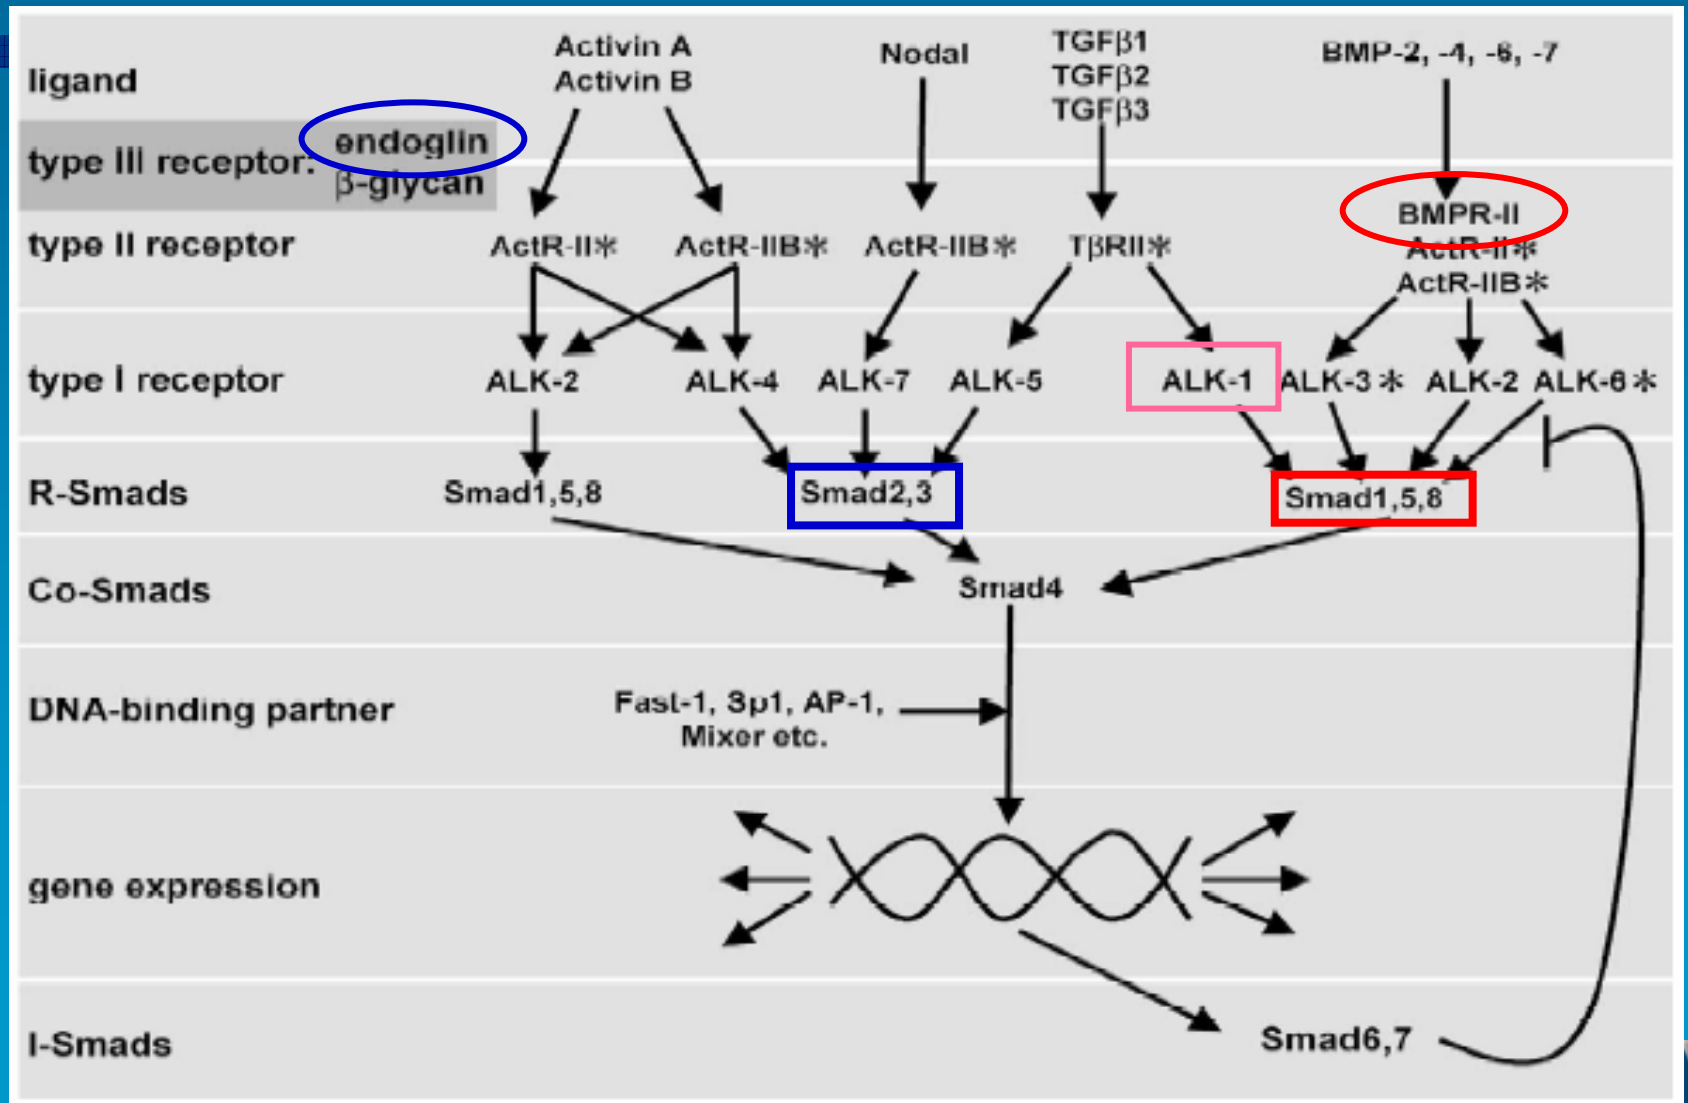 ligand
Activin A
Activin B
Nodal
TGFβ1
TGFβ2
TGFβ3
BMP-2, -4, -6, -7
type III receptor:
endoglin
β-glycan
type II receptor
ActR-II*
ActR-IIB*
ActR-IIB*
TβRII*
BMPR-II
ActR-II*
ActR-IIB*
type I receptor
ALK-2
ALK-4
ALK-7
ALK-5
ALK-1
ALK-3*
ALK-2
ALK-6*
R-Smads
Smad1,5,8
Smad2,3
Smad1,5,8
Co-Smads
Smad4
DNA-binding partner
Fast-1, Sp1, AP-1,
Mixer etc.
gene expression
I-Smads
Smad6,7